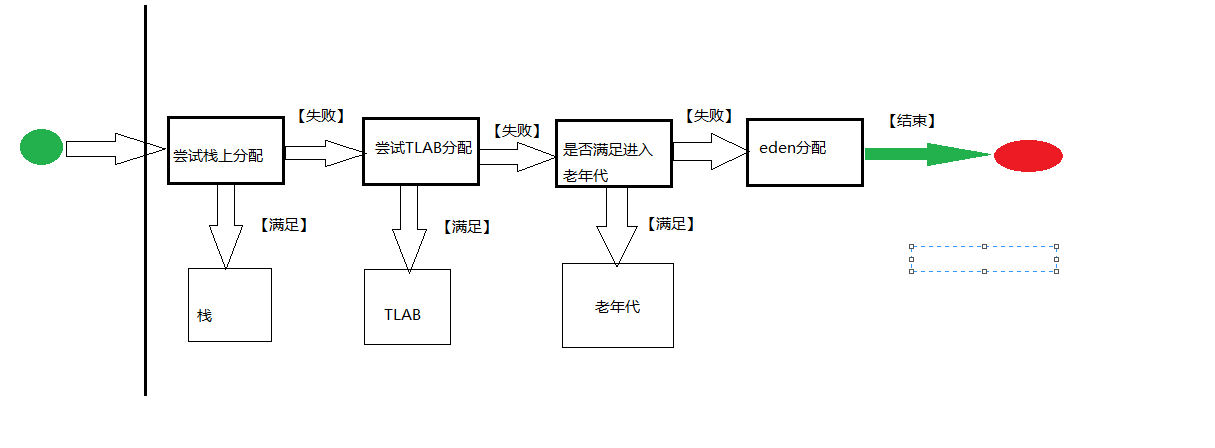 【失败】
【失败】
【失败】
【结束】
尝试栈上分配
尝试TLAB分配
是否满足进入
老年代
eden分配
【满足】
【满足】
【满足】
栈
TLAB
老年代